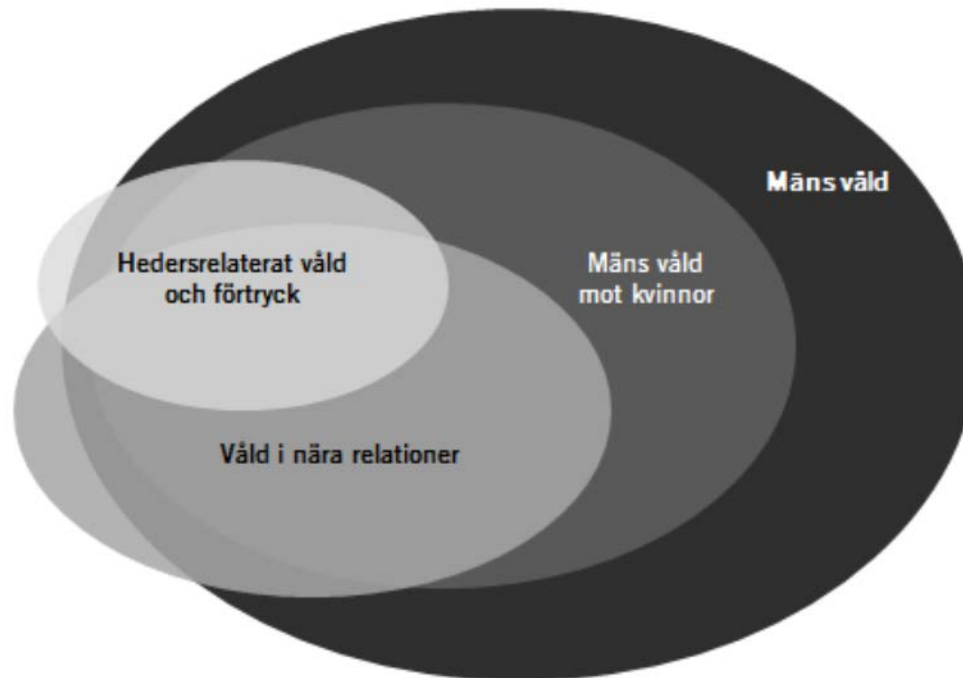 Mäns våld
Hedersrelaterat våld
och förtryck
Mäns våld
mot kvinnor
Våld i nära relationer